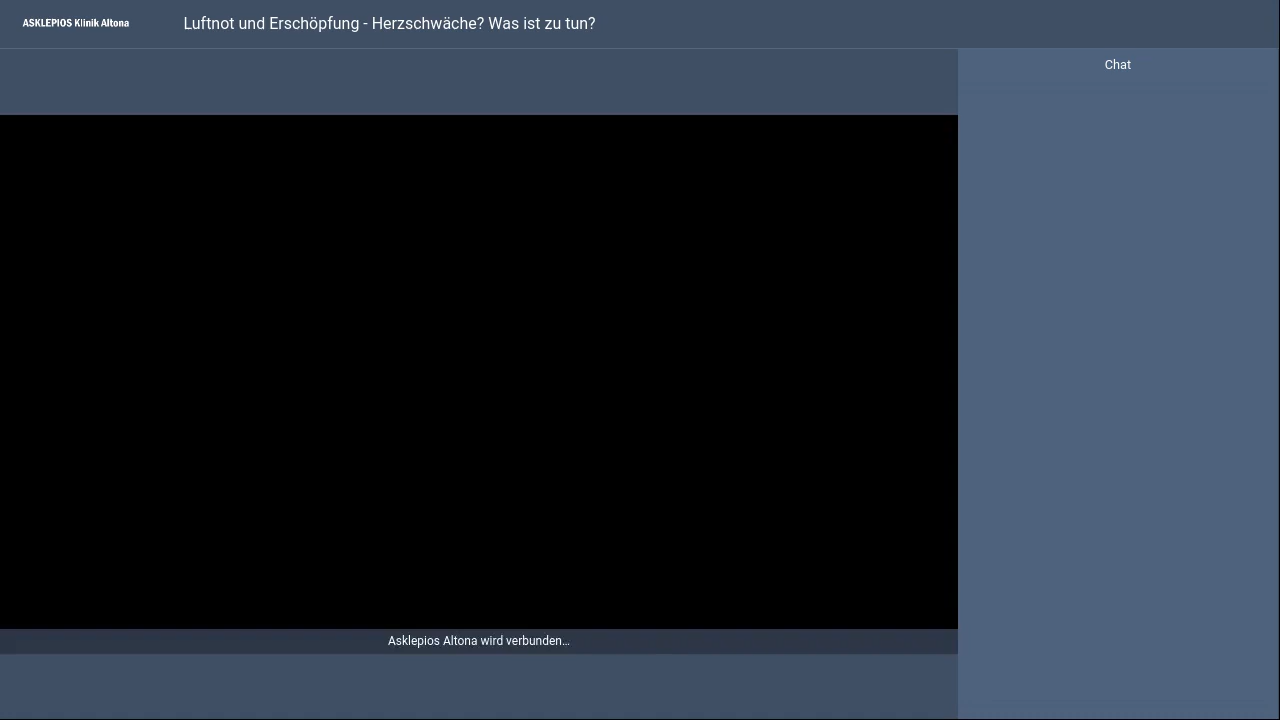 ASKLEPIOS Klinik Altona
Luftnot und Erschöpfung - Herzschwäche? Was ist zu tun?
Chat
Asklepios Altona wird verbunden…